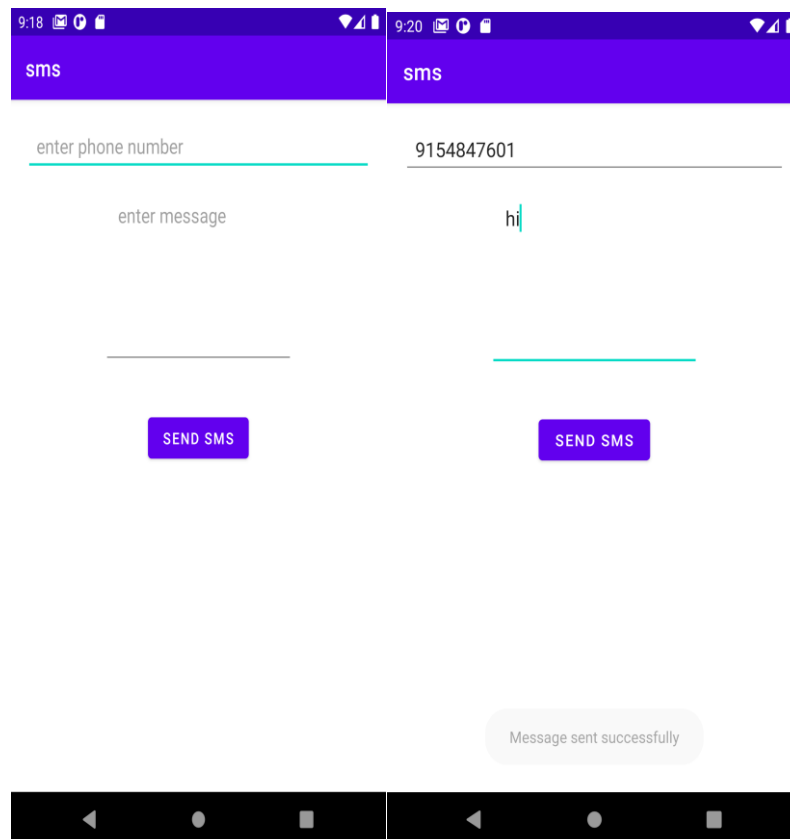 9:18
sms
enter phone number
enter message
SEND SMS
9:20
sms
9154847601
hi
SEND SMS
Message sent successfully